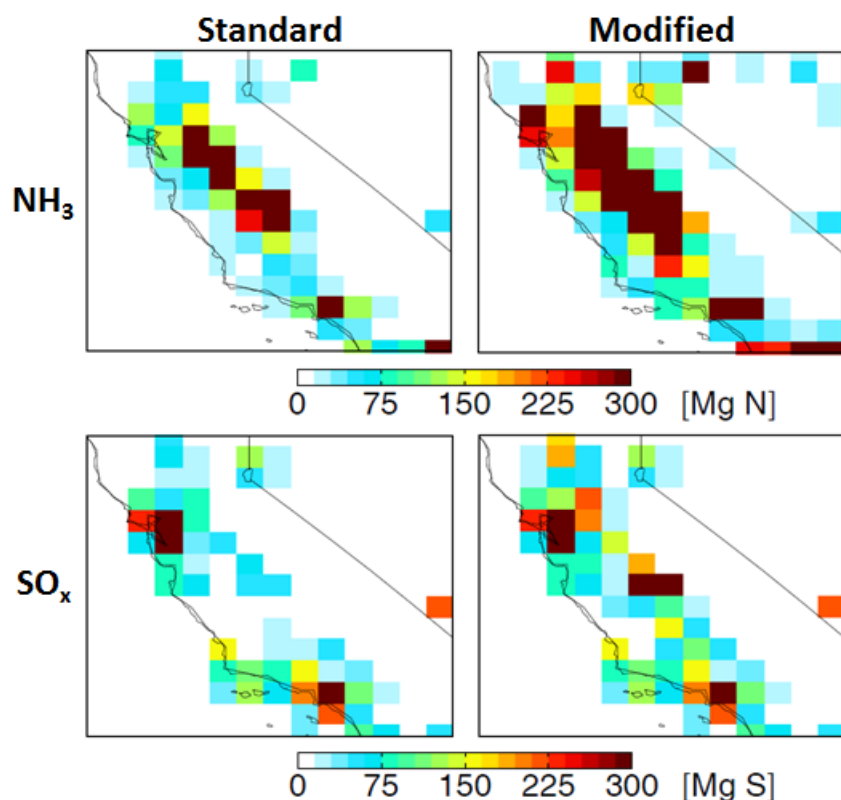 Standard Modified
NH₃
0 75 150 225 300 [Mg N]
SOₓ
0 75 150 225 300 [Mg S]